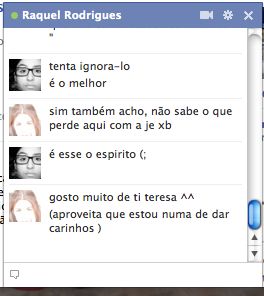 Raquel Rodrigues
"
tenta ignora-lo
é o melhor
sim também acho, não sabe o que
perde aqui com a je xb
é esse o espirito (;
gosto muito de ti teresa ^^
(aproveita que estou numa de dar
carinhos )